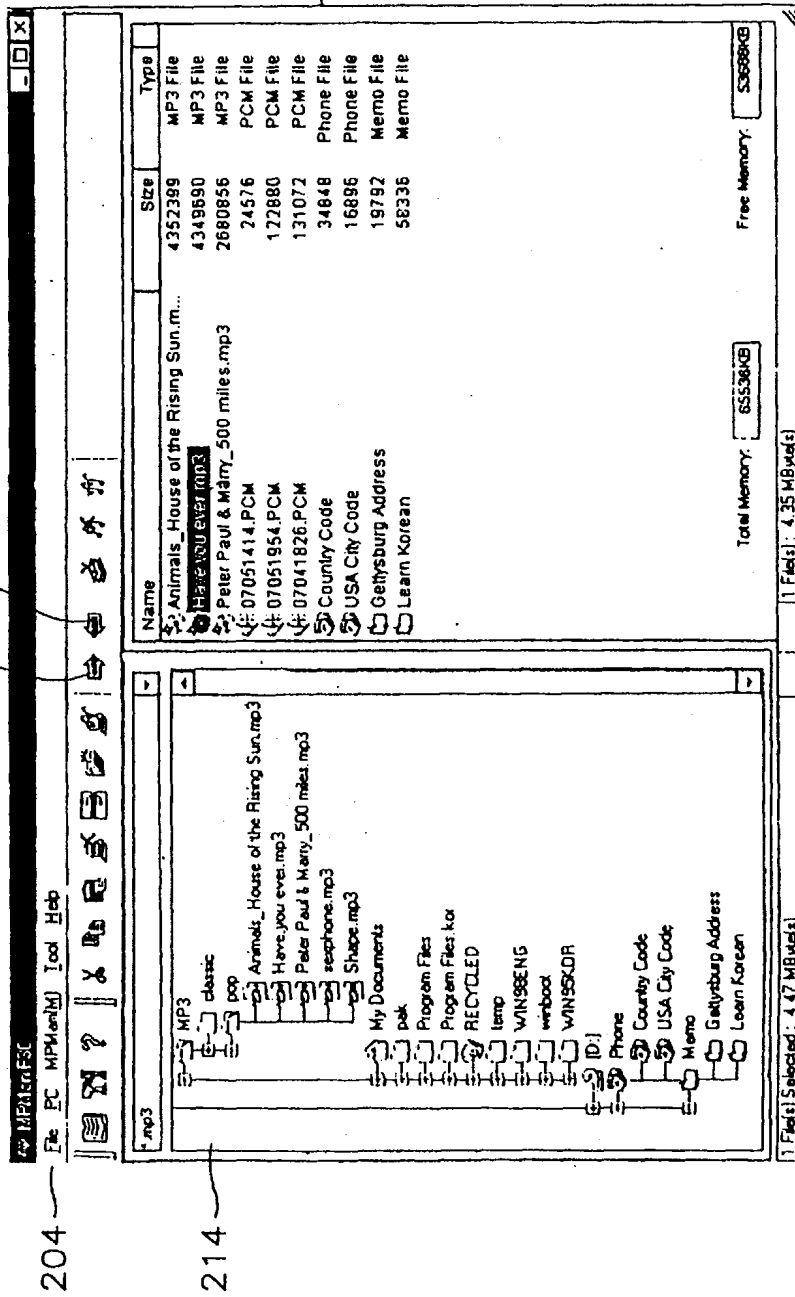 204
File PC MPMan(M) Tool Help
214
*.mp3
MP3
classic
pop
Animals_House of the Rising Sun.mp3
Have.you ever.mp3
Peter Paul & Marry_500 miles.mp3
sexphone.mp3
Shape.mp3
My Documents
pak
Program Files
Program Files.kor
RECYCLED
temp
WIN98ENG
winboot
WIN95KOR
[D:]
Phone
Country Code
USA City Code
Memo
Gettysburg Address
Learn Korean
Name Size Type
Animals_House of the Rising Sun.m... 4352399 MP3 File
Have you ever.mp3 4349690 MP3 File
Peter Paul & Marry_500 miles.mp3 2680856 MP3 File
07051414.PCM 24576 PCM File
07051954.PCM 122880 PCM File
07041826.PCM 131072 PCM File
Country Code 34848 Phone File
USA City Code 16896 Phone File
Gettysburg Address 19792 Memo File
Learn Korean 58336 Memo File
Total Memory: 65536KB Free Memory: 53688KB
1 File(s) Selected : 4.47 MByte(s) 1 File(s) : 4.35 MByte(s)